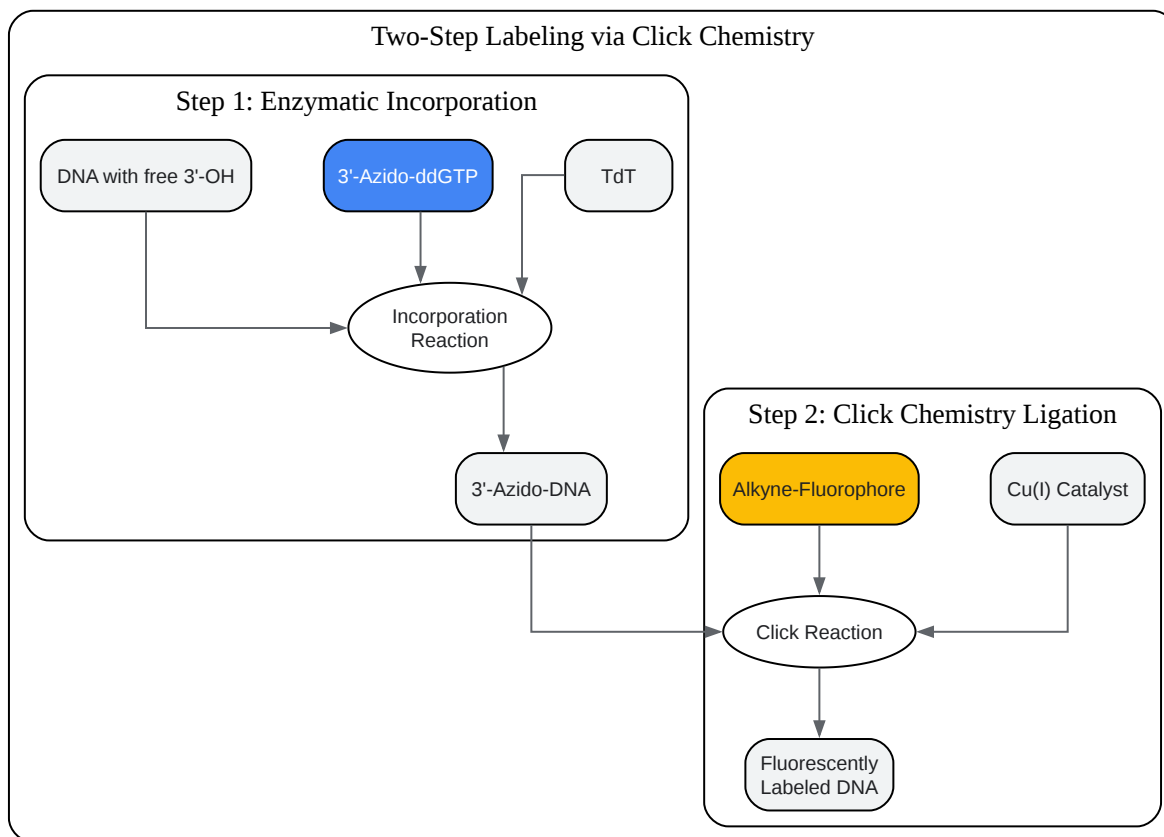 Two-Step Labeling via Click Chemistry
Step 1: Enzymatic Incorporation
DNA with free 3'-OH
3'-Azido-ddGTP
TdT
Incorporation
Reaction
3'-Azido-DNA
Step 2: Click Chemistry Ligation
Alkyne-Fluorophore
Cu(I) Catalyst
Click Reaction
Fluorescently
Labeled DNA